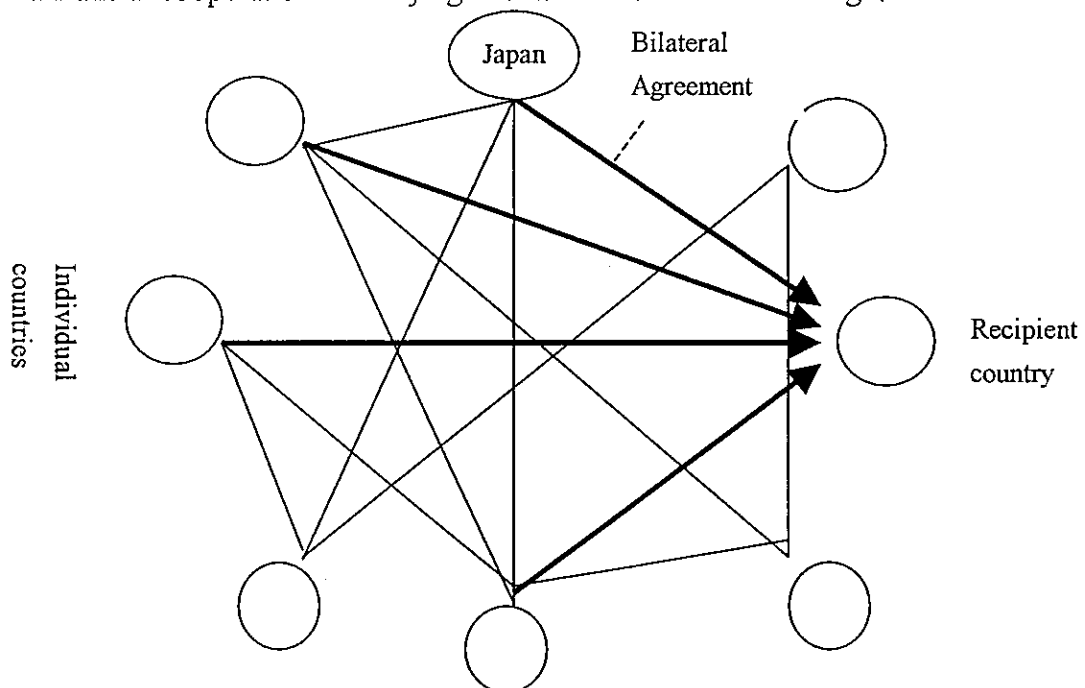 Japan
Bilateral
Agreement
Individual
countries
Recipient
country